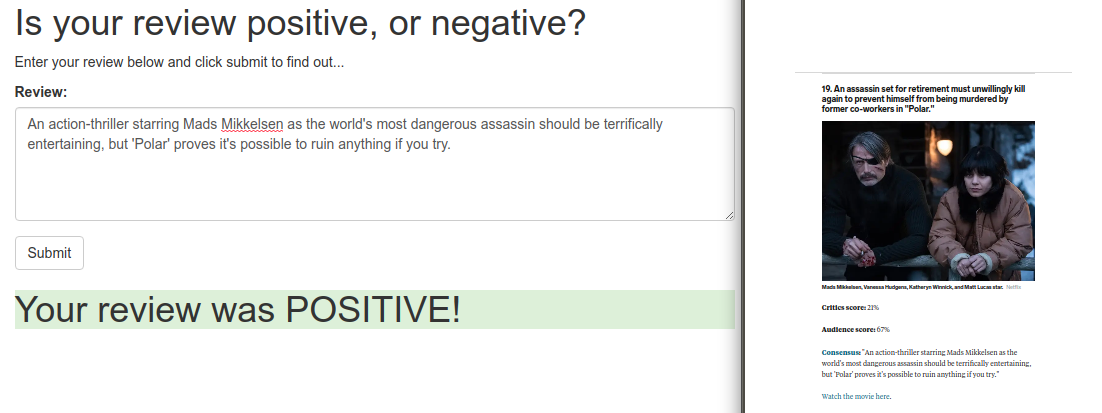 Is your review positive, or negative?
Enter your review below and click submit to find out...
Review:
An action-thriller starring Mads Mikkelsen as the world's most dangerous assassin should be terrifically
entertaining, but 'Polar' proves it's possible to ruin anything if you try.
Submit
Your review was POSITIVE!
19. An assassin set for retirement must unwillingly kill
again to prevent himself from being murdered by
former co-workers in "Polar."
Mads Mikkelsen, Vanessa Hudgens, Katheryn Winnick, and Matt Lucas star. Netflix
Critics score: 21%
Audience score: 67%
Consensus: "An action-thriller starring Mads Mikkelsen as the
world's most dangerous assassin should be terrifically entertaining,
but 'Polar' proves it's possible to ruin anything if you try."
Watch the movie here.